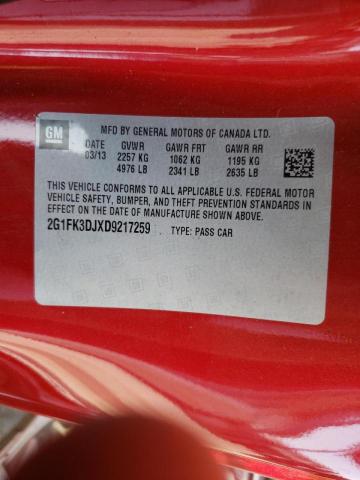 GM
MFD BY GENERAL MOTORS OF CANADA LTD.
DATE GVWR GAWR FRT GAWR RR
03/13 2257 KG 1062 KG 1195 KG
4976 LB 2341 LB 2635 LB
THIS VEHICLE CONFORMS TO ALL APPLICABLE U.S. FEDERAL MOTOR
VEHICLE SAFETY, BUMPER, AND THEFT PREVENTION STANDARDS IN
EFFECT ON THE DATE OF MANUFACTURE SHOWN ABOVE.
2G1FK3DJXD9217259 TYPE: PASS CAR